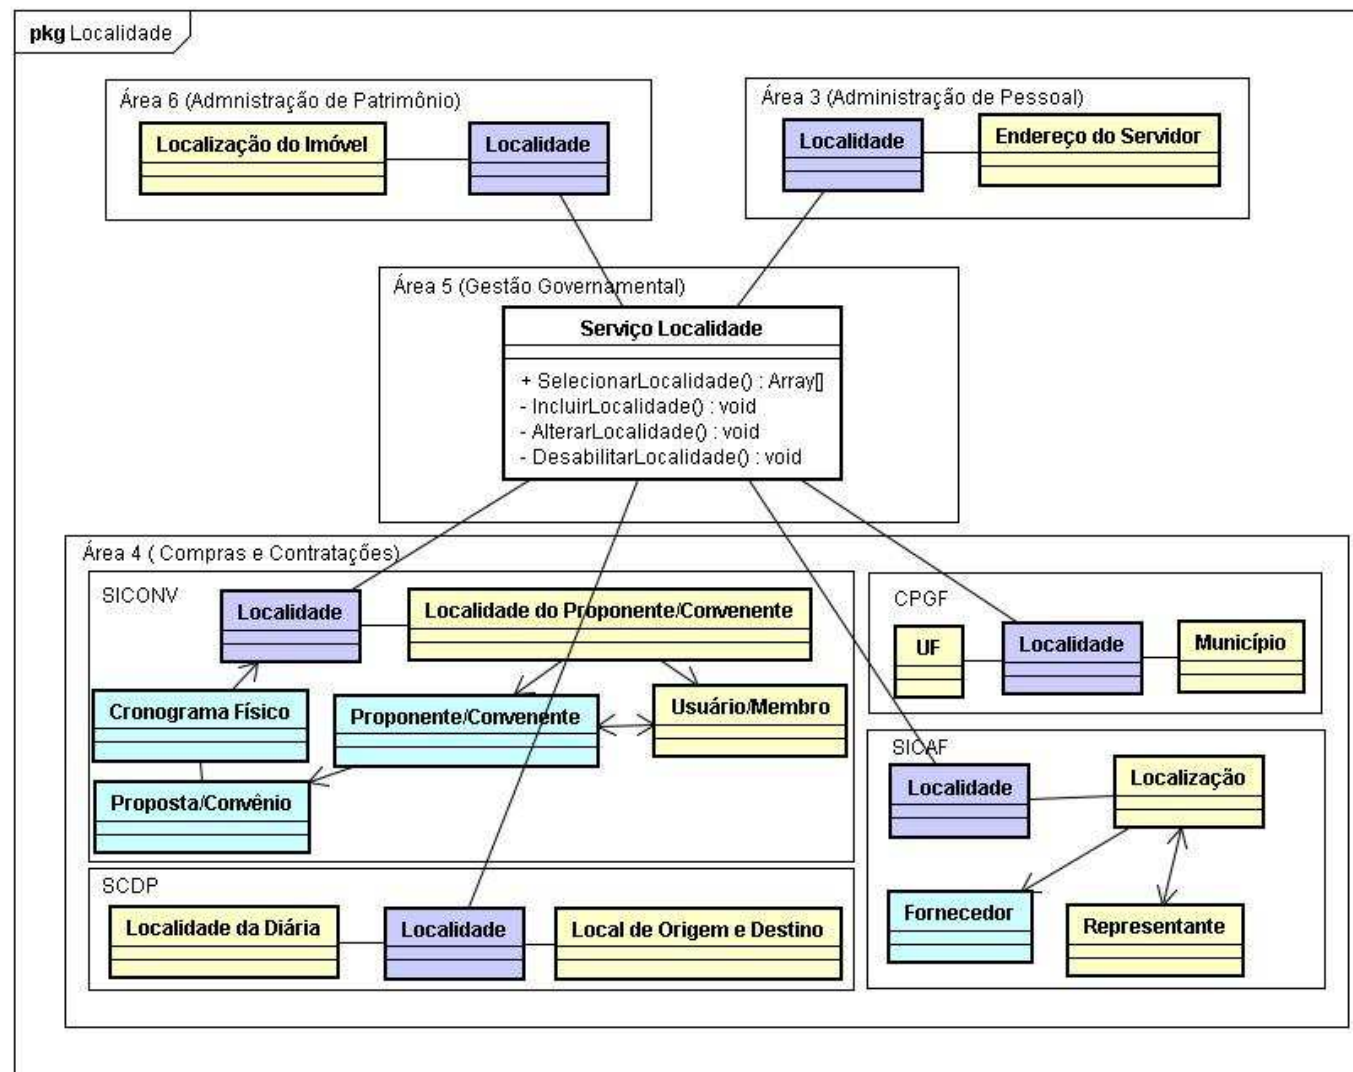 pkg Localidade
Área 6 (Admnistração de Patrimônio)
Localização do Imóvel
Localidade
Área 3 (Administração de Pessoal)
Localidade
Endereço do Servidor
Área 5 (Gestão Governamental)
Serviço Localidade
+ SelecionarLocalidade() : Array[]
- IncluirLocalidade() : void
- AlterarLocalidade() : void
- DesabilitarLocalidade() : void
Área 4 ( Compras e Contratações)
SICONV
Localidade
Localidade do Proponente/Convenente
Cronograma Físico
Proponente/Convenente
Usuário/Membro
Proposta/Convênio
CPGF
UF
Localidade
Município
SICAF
Localidade
Localização
Fornecedor
Representante
SCDP
Localidade da Diária
Localidade
Local de Origem e Destino